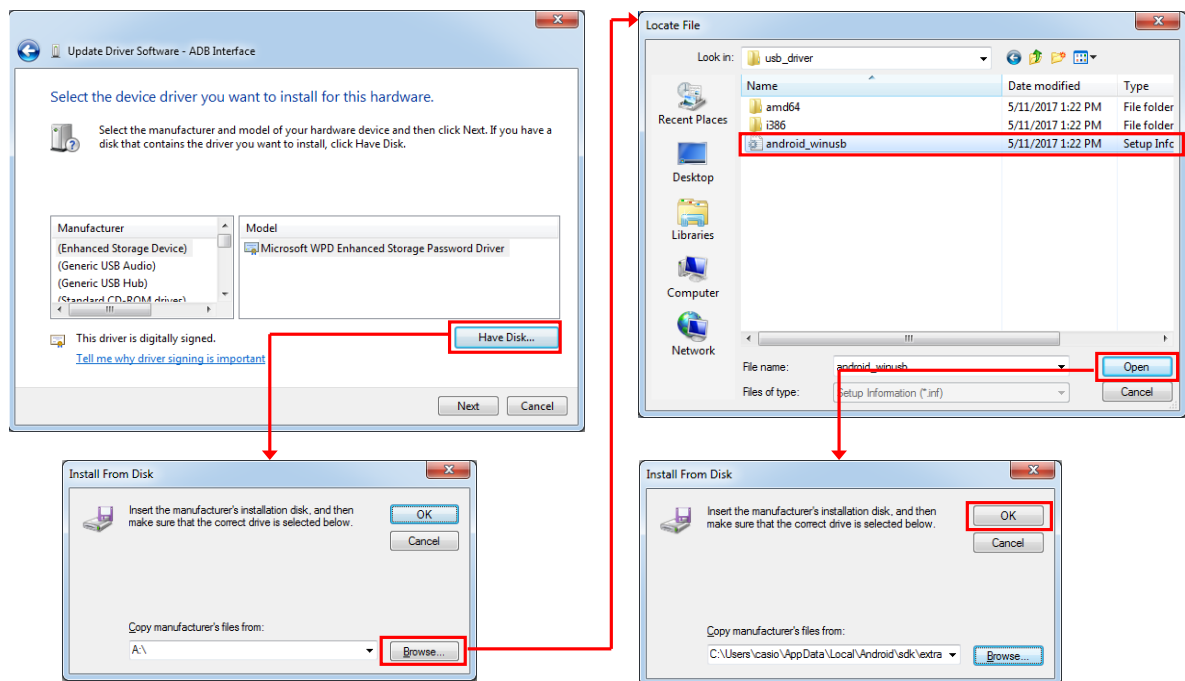 Update Driver Software - ADB Interface
Select the device driver you want to install for this hardware.
Select the manufacturer and model of your hardware device and then click Next. If you have a
disk that contains the driver you want to install, click Have Disk.
Manufacturer
(Enhanced Storage Device)
(Generic USB Audio)
(Generic USB Hub)
(Standard CD-ROM driver)
Model
Microsoft WPD Enhanced Storage Password Driver
This driver is digitally signed.
Tell me why driver signing is important
Have Disk...
Next
Cancel
Install From Disk
Insert the manufacturer's installation disk, and then
make sure that the correct drive is selected below.
OK
Cancel
Copy manufacturer's files from:
A:\
Browse...
Locate File
Look in:
usb_driver
Recent Places
Desktop
Libraries
Computer
Network
Name Date modified Type
amd64 5/11/2017 1:22 PM File folder
i386 5/11/2017 1:22 PM File folder
android_winusb 5/11/2017 1:22 PM Setup Infc
File name:
android_winusb
Open
Files of type:
Setup Information (*.inf)
Cancel
Install From Disk
Insert the manufacturer's installation disk, and then
make sure that the correct drive is selected below.
OK
Cancel
Copy manufacturer's files from:
C:\Users\casio\AppData\Local\Android\sdk\extra
Browse...